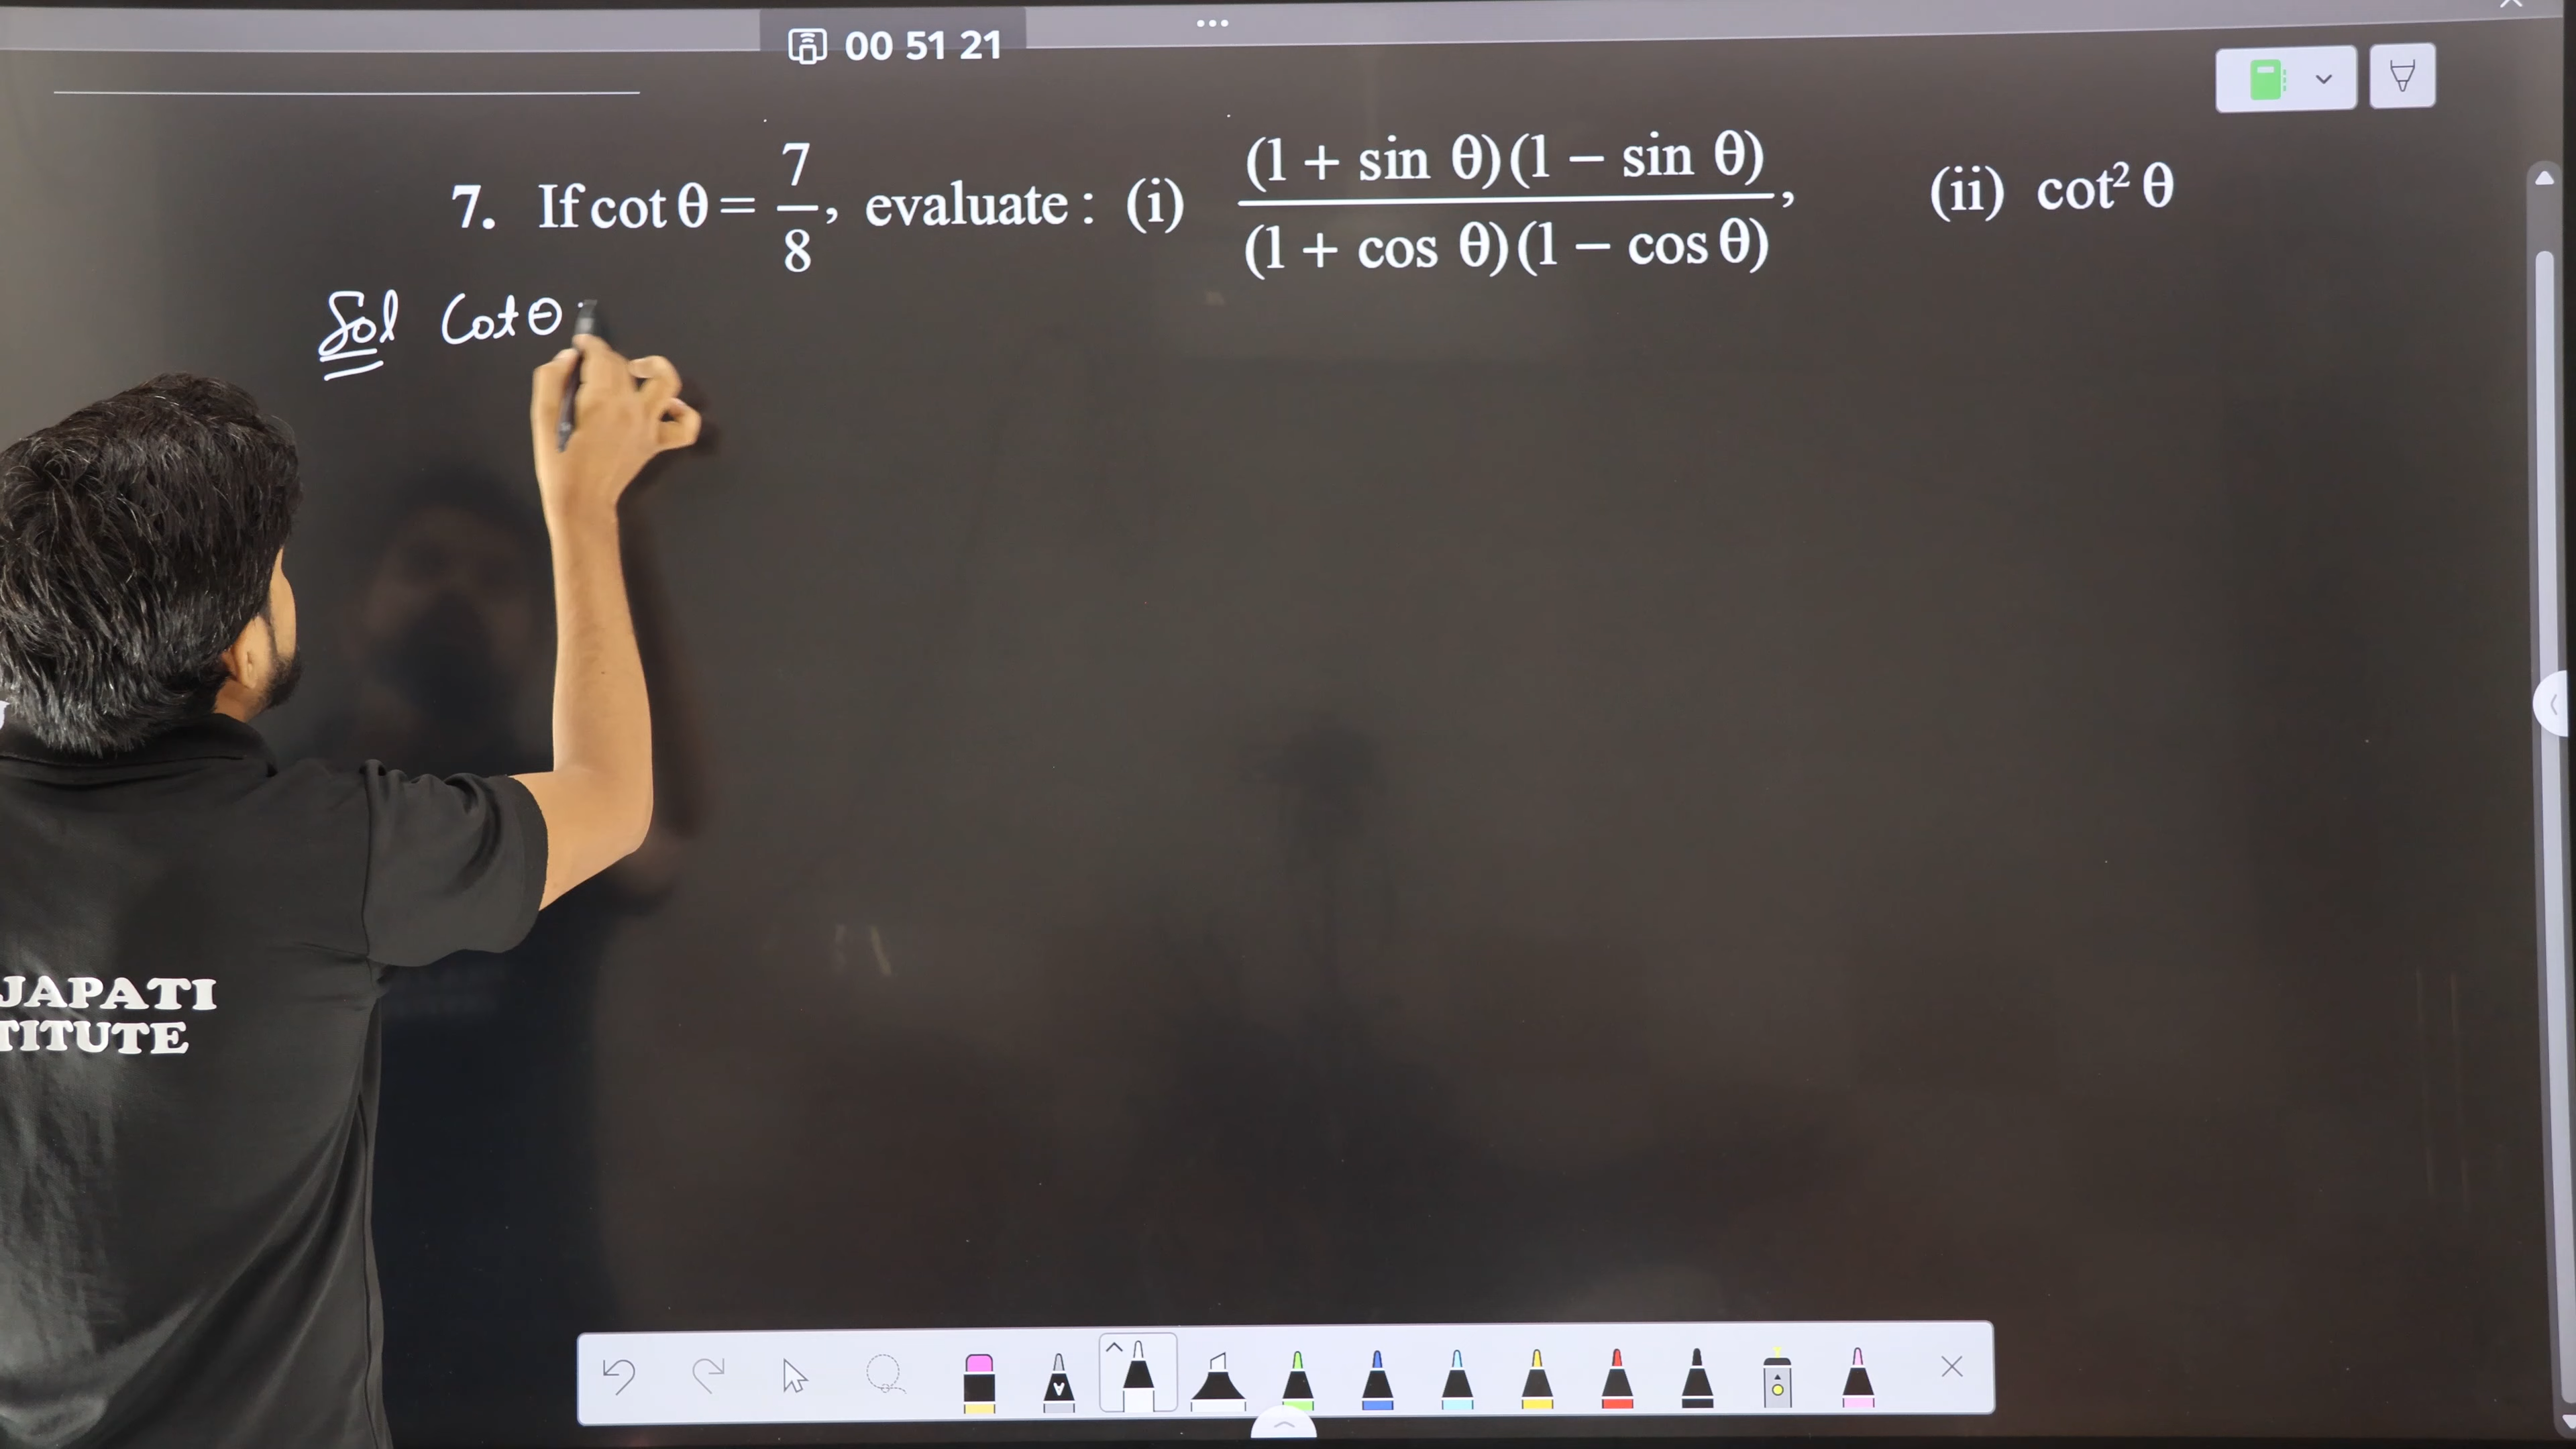 00 51 21
7. If cot θ = 7/8, evaluate : (i) (1 + sin θ)(1 − sin θ)/(1 + cos θ)(1 − cos θ), (ii) cot² θ
Sol Cot θ
JAPATI
TITUTE